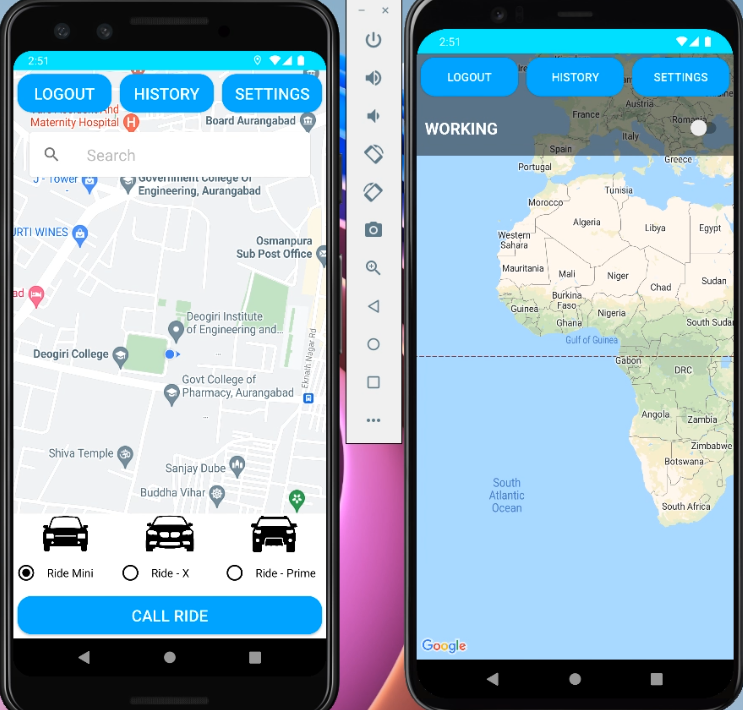 2:51
LOGOUT
HISTORY
SETTINGS
Maternity Hospital
H
Board Aurangabad
Search
J - Tower
Government College Of
Engineering, Aurangabad
URTI WINES
Osmanpura
Sub Post Office
ad
Deogiri Institute
of Engineering and...
Eknath Nagar Rd
Deogiri College
Govt College of
Pharmacy, Aurangabad
Shiva Temple
Sanjay Dube
Buddha Vihar
Ride Mini
Ride - X
Ride - Prime
CALL RIDE
2:51
LOGOUT
HISTORY
SETTINGS
Austria
France
Romania
WORKING
Italy
Spain
Portugal
Greece
Tunisia
Morocco
Algeria
Libya
Egypt
Western
Sahara
Mauritania
Mali
Niger
Chad
Sudan
Burkina
Faso
Guinea
Ghana
Nigeria
South Sudan
Gulf of Guinea
Gabon
DRC
Angola
Zambia
Zimbabwe
Botswana
South
Atlantic
Ocean
South Africa
Google